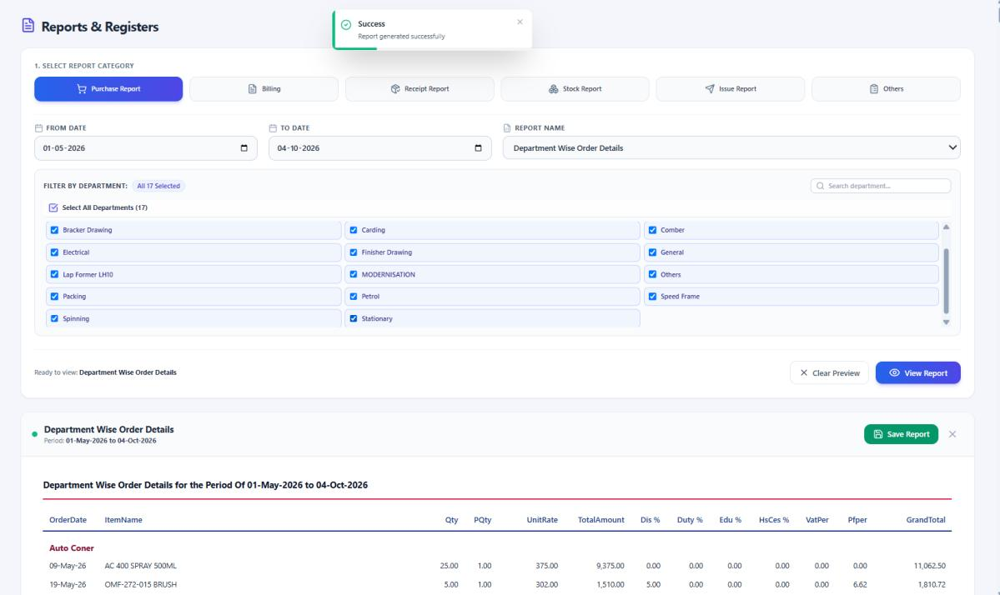 Reports & Registers
Success
Report generated successfully
1. SELECT REPORT CATEGORY
Purchase Report Billing Receipt Report Stock Report Issue Report Others
FROM DATE TO DATE REPORT NAME
01-05-2026 04-10-2026 Department Wise Order Details
FILTER BY DEPARTMENT: All 17 Selected Search department...
Select All Departments (17)
Bracker Drawing Carding Comber
Electrical Finisher Drawing General
Lap Former LH10 MODERNISATION Others
Packing Petrol Speed Frame
Spinning Stationary
Ready to view: Department Wise Order Details Clear Preview View Report
Department Wise Order Details
Period: 01-May-2026 to 04-Oct-2026
Save Report
Department Wise Order Details for the Period Of 01-May-2026 to 04-Oct-2026
OrderDate ItemName Qty PQty UnitRate TotalAmount Dis % Duty % Edu % HsCes % VatPer Pfper GrandTotal
Auto Coner
09-May-26 AC 400 SPRAY 500ML 25.00 1.00 375.00 9,375.00 0.00 0.00 0.00 0.00 0.00 0.00 11,062.50
19-May-26 OMF-272-015 BRUSH 5.00 1.00 302.00 1,510.00 5.00 0.00 0.00 0.00 0.00 6.62 1,810.72